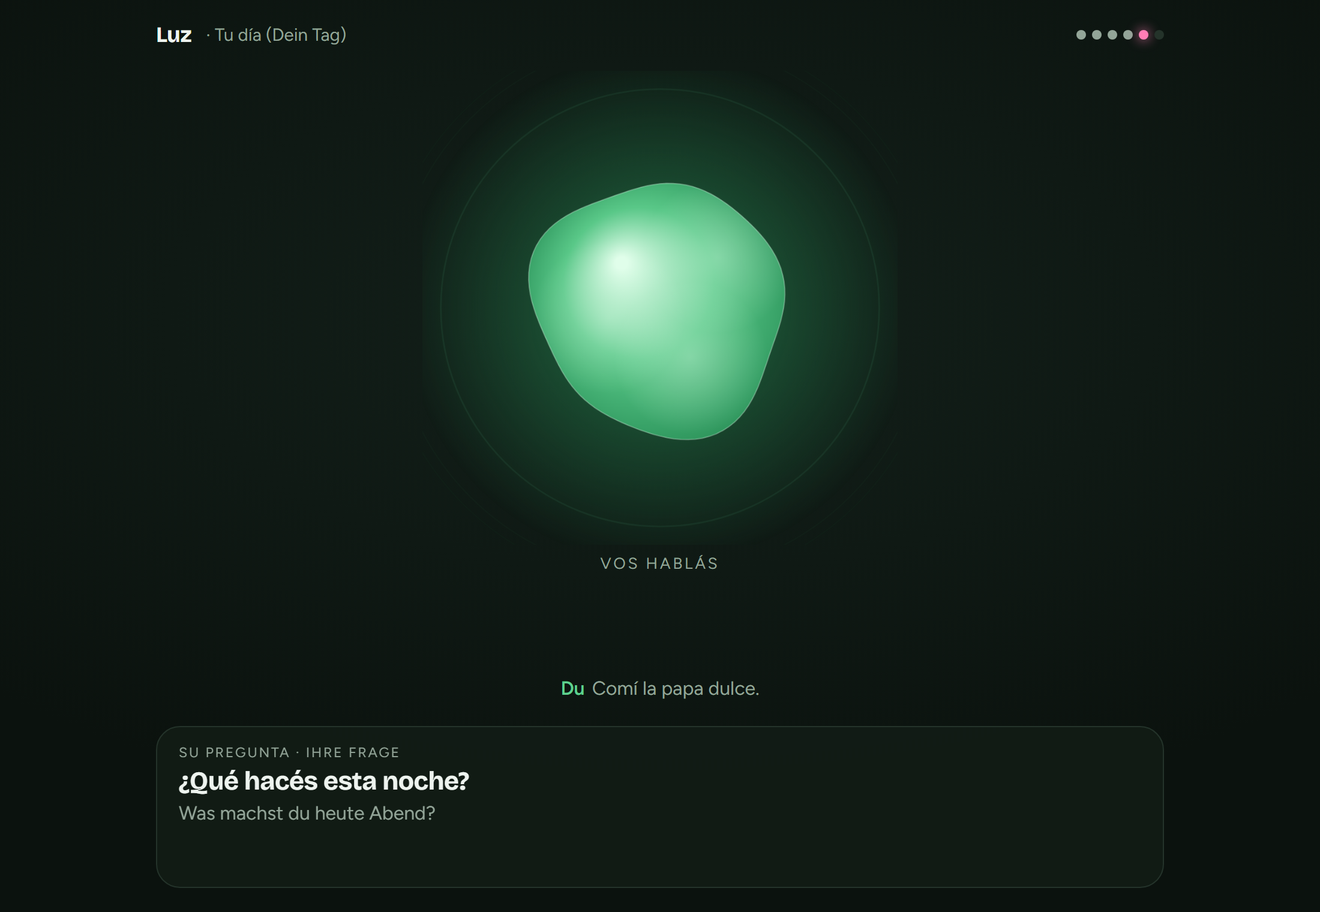 Luz · Tu día (Dein Tag)
VOS HABLÁS
Du Comí la papa dulce.
SU PREGUNTA · IHRE FRAGE
¿Qué hacés esta noche?
Was machst du heute Abend?